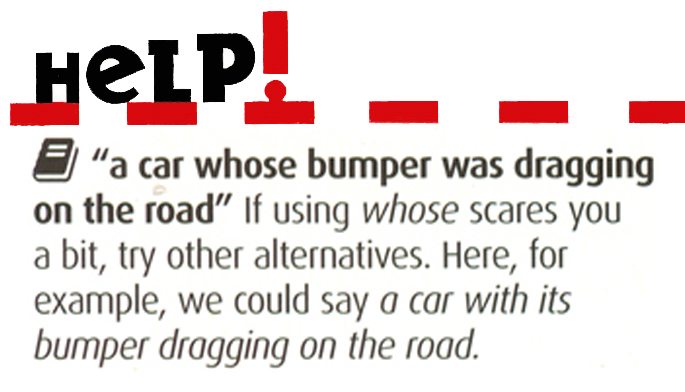 HeLP!
"a car whose bumper was dragging
on the road" If using whose scares you
a bit, try other alternatives. Here, for
example, we could say a car with its
bumper dragging on the road.